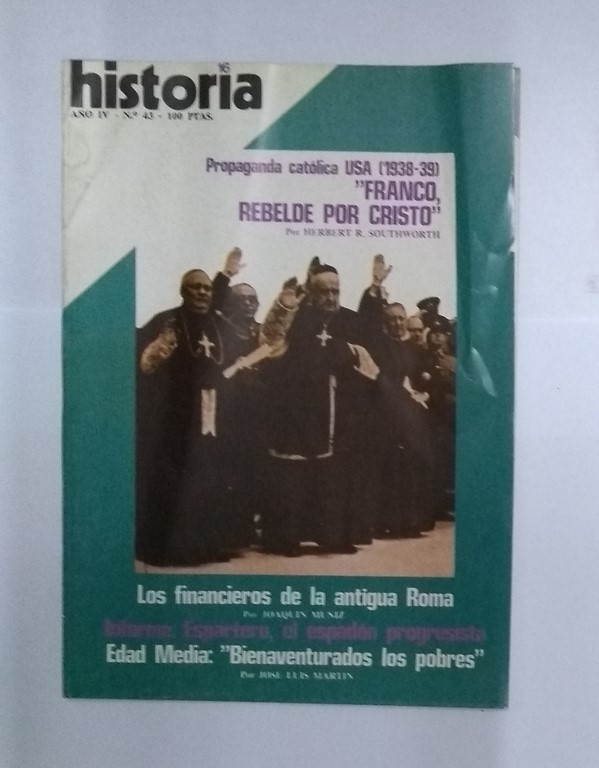 16
historia
AÑO IV - N.º 43 - 100 PTAS.
Propaganda católica USA (1938-39)
"FRANCO,
REBELDE POR CRISTO"
Por HERBERT R. SOUTHWORTH
Los financieros de la antigua Roma
Por JOAQUIN MUÑIZ
Informe: Espartero, el espadón progresista
Edad Media: "Bienaventurados los pobres"
Por JOSE LUIS MARTIN